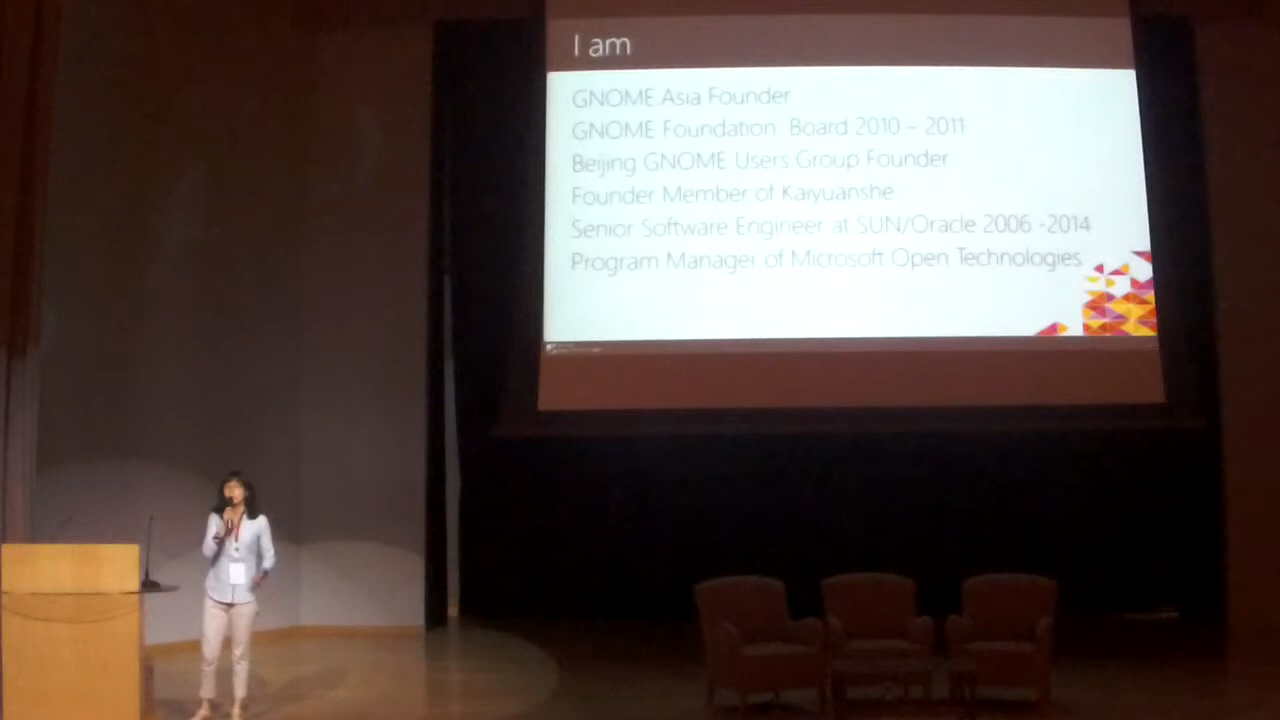 I am
GNOME.Asia Founder
GNOME Foundation Board 2010 – 2011
Beijing GNOME Users Group Founder
Founder Member of Kaiyuanshe
Senior Software Engineer at SUN/Oracle 2006 -2014
Program Manager of Microsoft Open Technologies